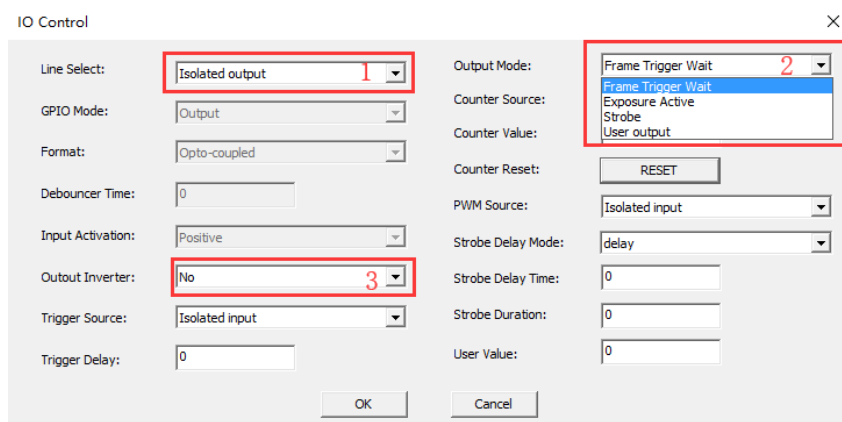 IO Control
Line Select:
Isolated output 1
GPIO Mode:
Output
Format:
Opto-coupled
Debouncer Time:
0
Input Activation:
Positive
Outout Inverter:
No 3
Trigger Source:
Isolated input
Trigger Delay:
0
Output Mode:
Frame Trigger Wait 2
Frame Trigger Wait
Exposure Active
Strobe
User output
Counter Source:
Counter Value:
Counter Reset:
RESET
PWM Source:
Isolated input
Strobe Delay Mode:
delay
Strobe Delay Time:
0
Strobe Duration:
0
User Value:
0
OK
Cancel